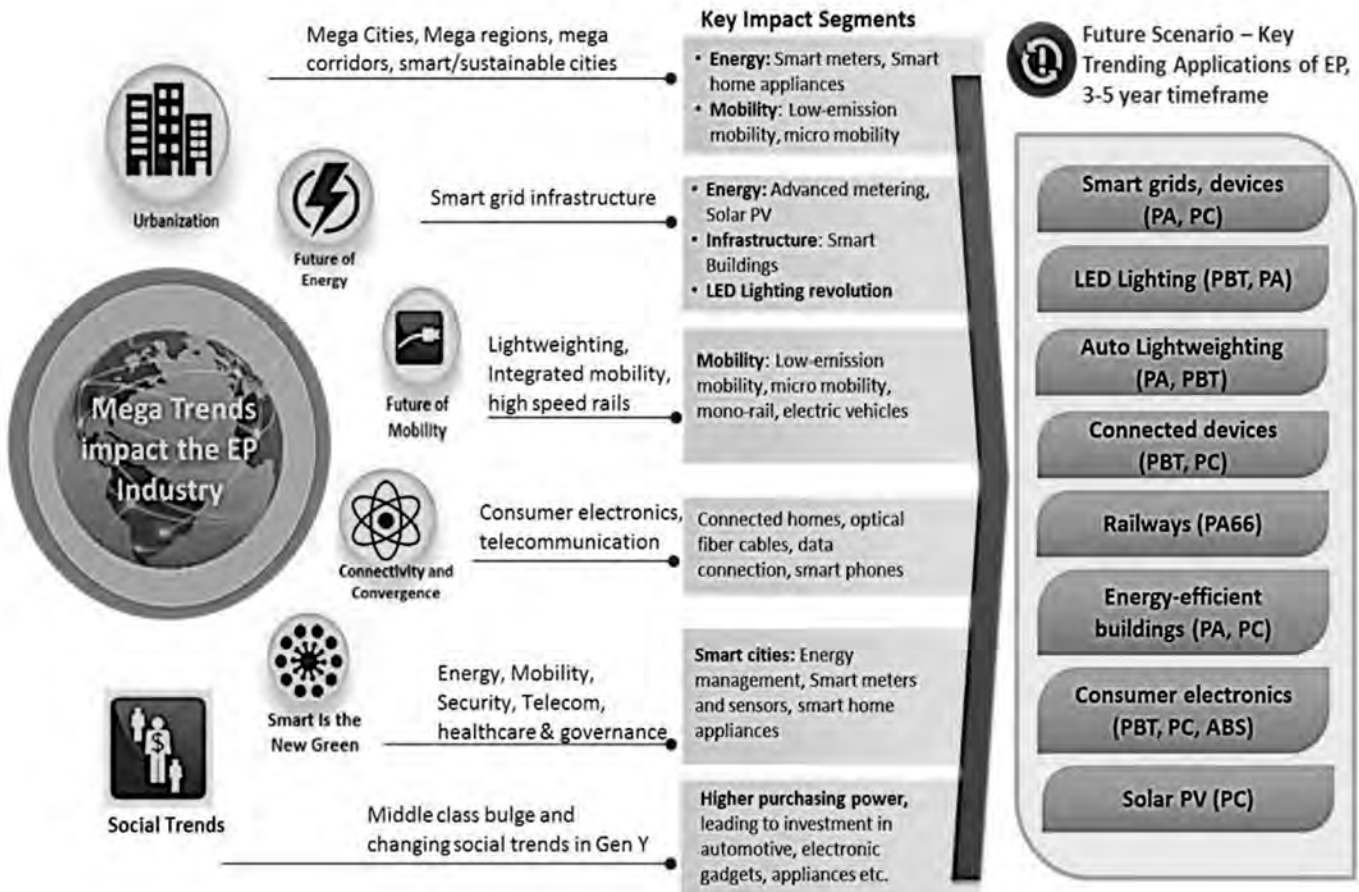 Mega Trends
impact the EP
Industry
Urbanization
Mega Cities, Mega regions, mega
corridors, smart/sustainable cities
Future of
Energy
Smart grid infrastructure
Future of
Mobility
Lightweighting,
Integrated mobility,
high speed rails
Connectivity and
Convergence
Consumer electronics,
telecommunication
Smart Is the
New Green
Energy, Mobility,
Security, Telecom,
healthcare & governance
$
Social Trends
Middle class bulge and
changing social trends in Gen Y
Key Impact Segments
• Energy: Smart meters, Smart
home appliances
• Mobility: Low-emission
mobility, micro mobility
• Energy: Advanced metering,
Solar PV
• Infrastructure: Smart
Buildings
• LED Lighting revolution
Mobility: Low-emission
mobility, micro mobility,
mono-rail, electric vehicles
Connected homes, optical
fiber cables, data
connection, smart phones
Smart cities: Energy
management, Smart meters
and sensors, smart home
appliances
Higher purchasing power,
leading to investment in
automotive, electronic
gadgets, appliances etc.
Future Scenario – Key
Trending Applications of EP,
3-5 year timeframe
Smart grids, devices
(PA, PC)
LED Lighting (PBT, PA)
Auto Lightweighting
(PA, PBT)
Connected devices
(PBT, PC)
Railways (PA66)
Energy-efficient
buildings (PA, PC)
Consumer electronics
(PBT, PC, ABS)
Solar PV (PC)